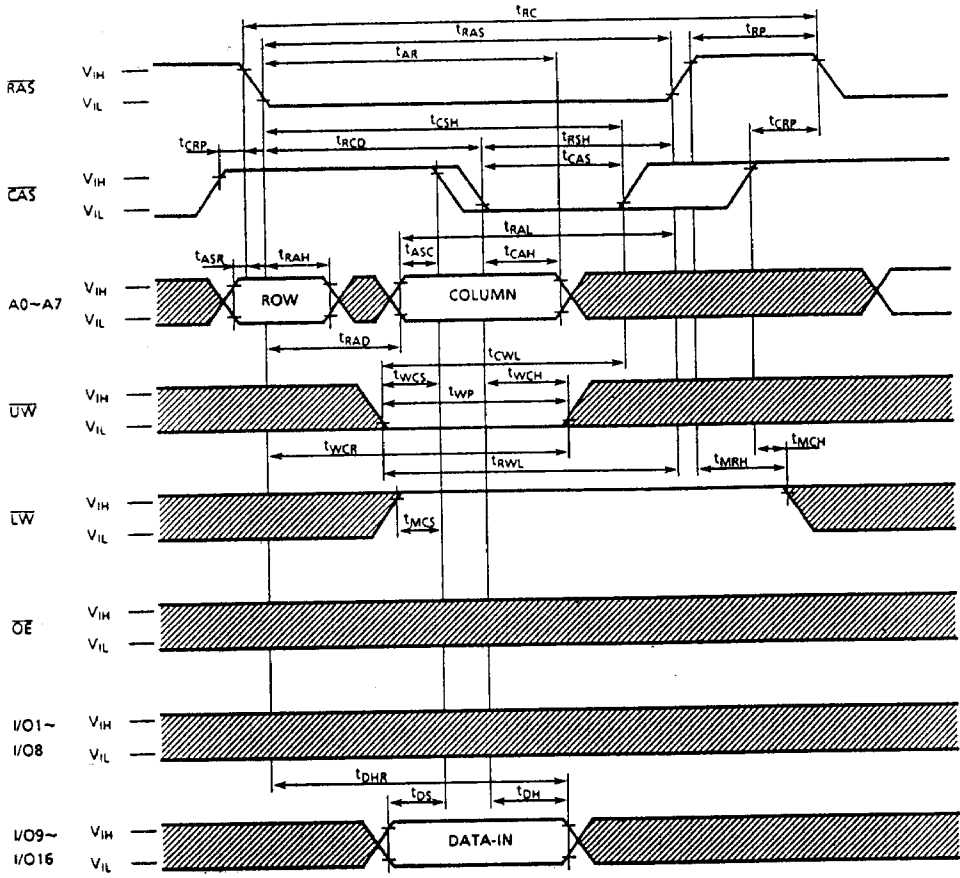 tRC
tRAS
tRP
tAR
RAS
VIH
VIL
tCSH
tCRP
tRCD
tRSH
tCRP
tCAS
CAS
VIH
VIL
tRAL
tASR
tRAH
tASC
tCAH
A0~A7
VIH
VIL
ROW
COLUMN
tRAD
tCWL
tWCS
tWCH
tWP
UW
VIH
VIL
tWCR
tRWL
tMCH
tMRH
LW
VIH
VIL
tMCS
OE
VIH
VIL
I/O1~
I/O8
VIH
VIL
tDHR
tDS
tDH
I/O9~
I/O16
VIH
VIL
DATA-IN